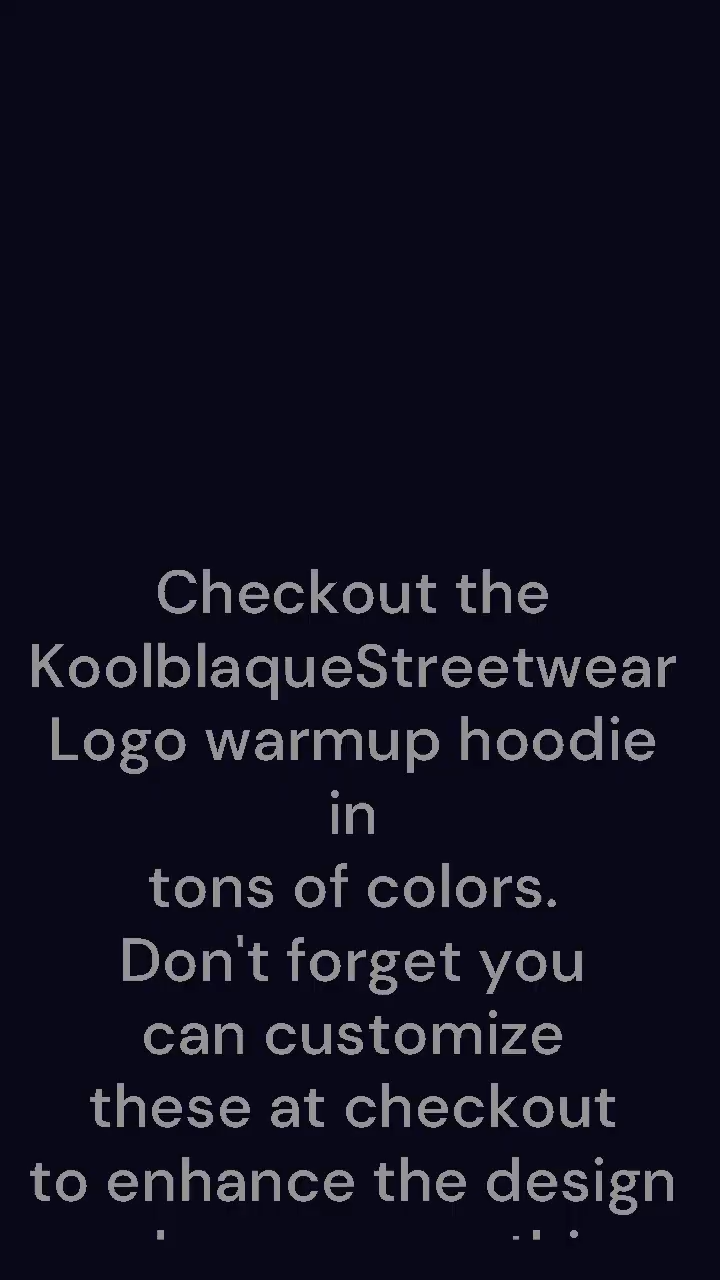 Checkout the
KoolblaqueStreetwear
Logo warmup hoodie
in
tons of colors.
Don't forget you
can customize
these at checkout
to enhance the design